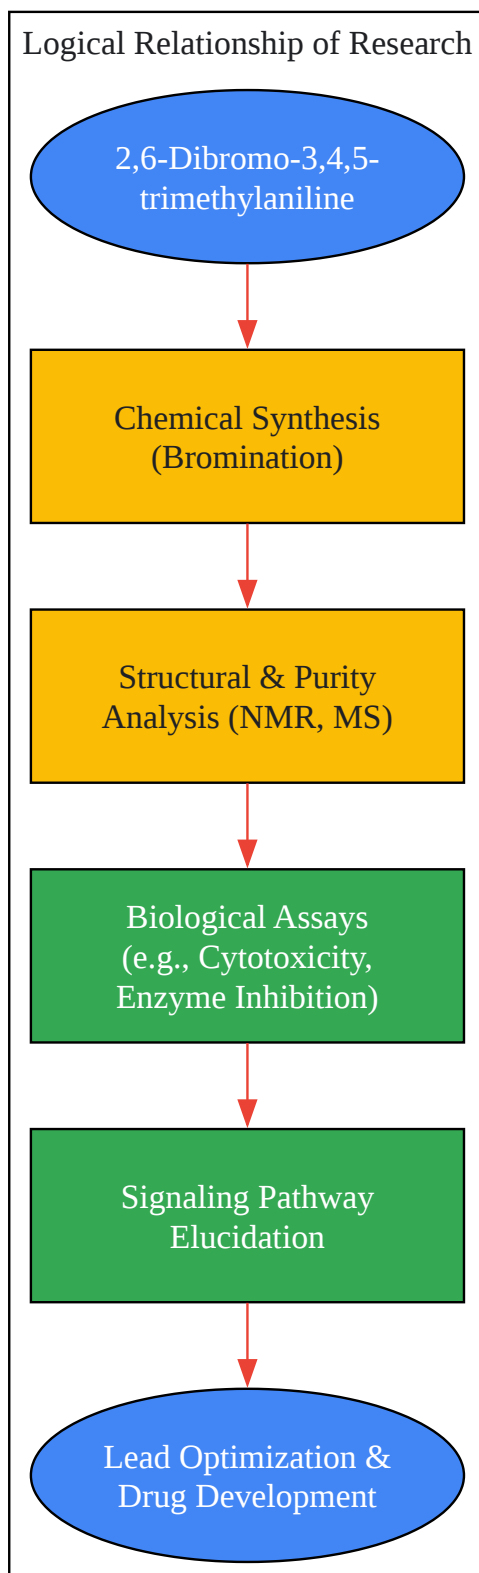 Logical Relationship of Research
2,6-Dibromo-3,4,5-
trimethylaniline
Chemical Synthesis
(Bromination)
Structural & Purity
Analysis (NMR, MS)
Biological Assays
(e.g., Cytotoxicity,
Enzyme Inhibition)
Signaling Pathway
Elucidation
Lead Optimization &
Drug Development